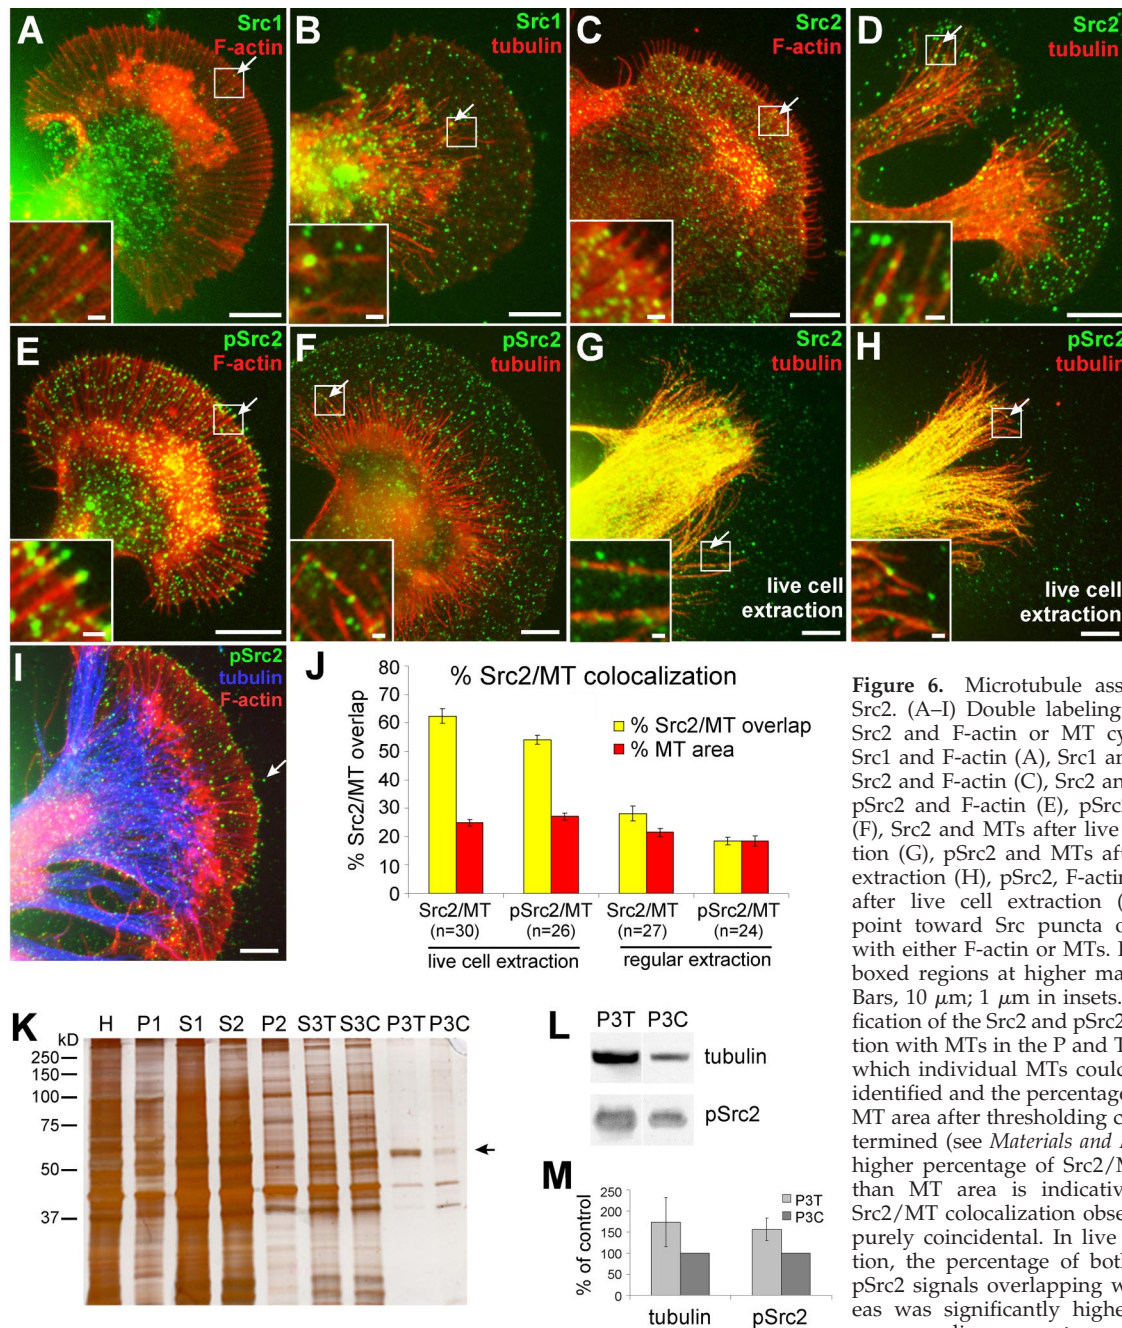 A
Src1
F-actin
B
Src1
tubulin
C
Src2
F-actin
D
Src2
tubulin
E
pSrc2
F-actin
F
pSrc2
tubulin
G
Src2
tubulin
live cell
extraction
H
pSrc2
tubulin
live cell
extraction
I
pSrc2
tubulin
F-actin
J
% Src2/MT colocalization
% Src2/MT overlap
80
70
60
50
40
30
20
10
0
% Src2/MT overlap
% MT area
Src2/MT pSrc2/MT Src2/MT pSrc2/MT
(n=30) (n=26) (n=27) (n=24)
live cell extraction regular extraction
K
H P1 S1 S2 P2 S3T S3C P3T P3C
kD
250
150
100
75
50
37
L
P3T P3C
tubulin
pSrc2
M
% of control
250
200
150
100
50
0
P3T
P3C
tubulin pSrc2
Figure 6. Microtubule ass
Src2. (A–I) Double labeling
Src2 and F-actin or MT cy
Src1 and F-actin (A), Src1 an
Src2 and F-actin (C), Src2 an
pSrc2 and F-actin (E), pSrc
(F), Src2 and MTs after live
tion (G), pSrc2 and MTs aft
extraction (H), pSrc2, F-actin
after live cell extraction (
point toward Src puncta c
with either F-actin or MTs. I
boxed regions at higher ma
Bars, 10 μm; 1 μm in insets.
fication of the Src2 and pSrc2
tion with MTs in the P and T
which individual MTs could
identified and the percentage
MT area after thresholding c
termined (see Materials and
higher percentage of Src2/M
than MT area is indicativ
Src2/MT colocalization obse
purely coincidental. In live
tion, the percentage of both
pSrc2 signals overlapping w
eas was significantly highe